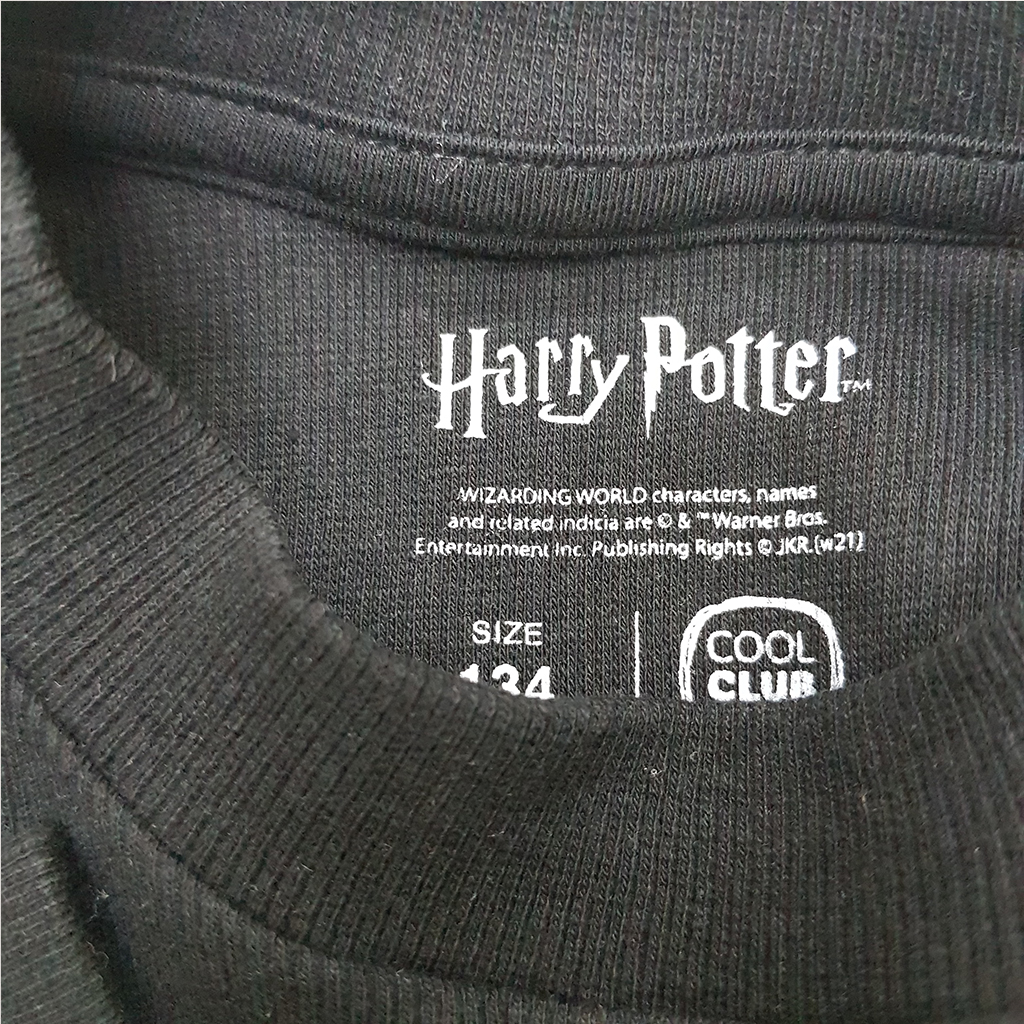 Harry Potter™
WIZARDING WORLD characters, names
and related indicia are © & ™ Warner Bros.
Entertainment Inc. Publishing Rights © JKR. (w21)
SIZE
134
COOL
CLUB